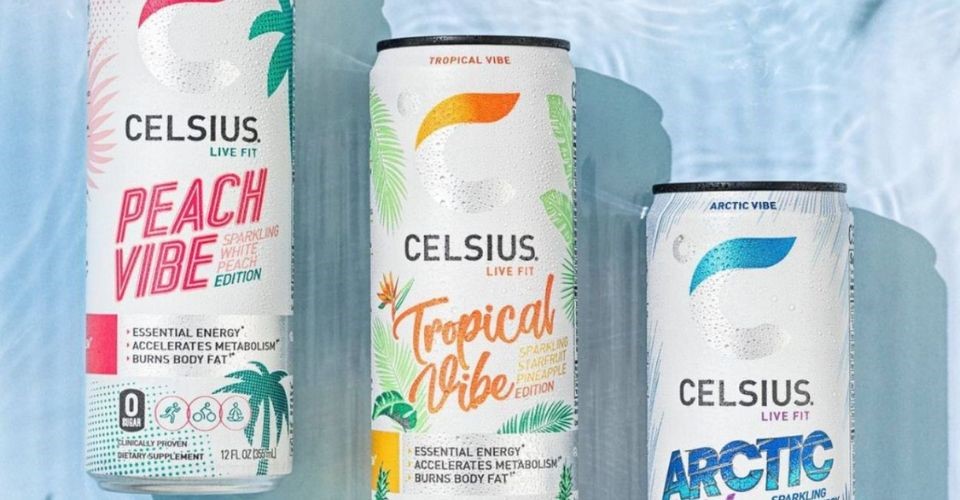 CELSIUS.
LIVE FIT
PEACH
VIBE
SPARKLING
WHITE
PEACH
EDITION
ESSENTIAL ENERGY*
ACCELERATES METABOLISM*†
BURNS BODY FAT*†
0
SUGAR
CLINICALLY PROVEN
DIETARY SUPPLEMENT
12 FL OZ (355mL)
TROPICAL VIBE
CELSIUS.
LIVE FIT
Tropical
Vibe
SPARKLING
STARFRUIT
PINEAPPLE
EDITION
ESSENTIAL ENERGY*
ACCELERATES METABOLISM*†
BURNS BODY FAT*†
ARCTIC VIBE
CELSIUS.
LIVE FIT
ARCTIC
SPARKLING